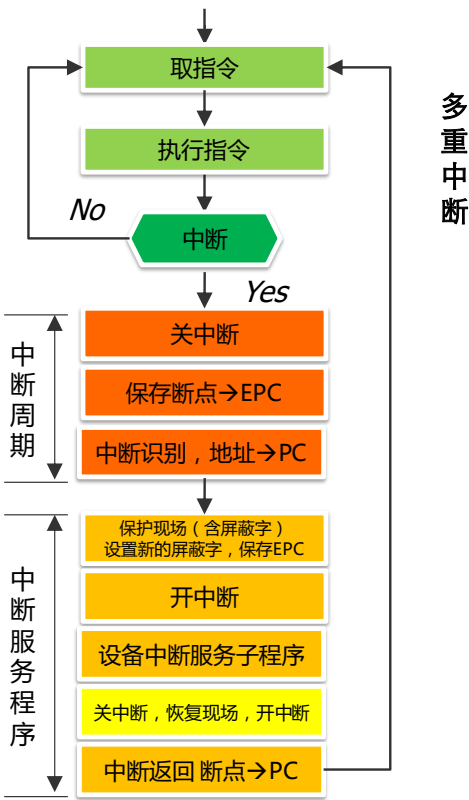 取指令
多重中断
执行指令
No
中断
Yes
中断周期
关中断
保存断点→EPC
中断识别，地址→PC
中断服务程序
保护现场（含屏蔽字）
设置新的屏蔽字，保存EPC
开中断
设备中断服务子程序
关中断，恢复现场，开中断
中断返回 断点→PC